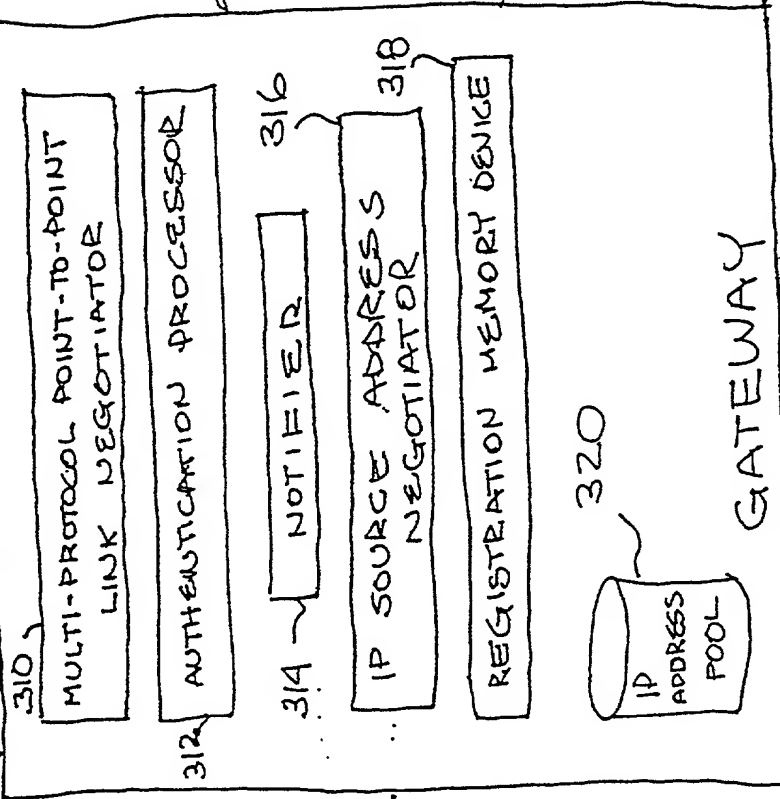 310
MULTI-PROTOCOL POINT-TO-POINT
LINK NEGOTIATOR
312
AUTHENTICATION PROCESSOR
314
NOTIFIER
316
IP SOURCE ADDRESS
NEGOTIATOR
318
REGISTRATION MEMORY DEVICE
320
IP
ADDRESS
POOL
GATEWAY